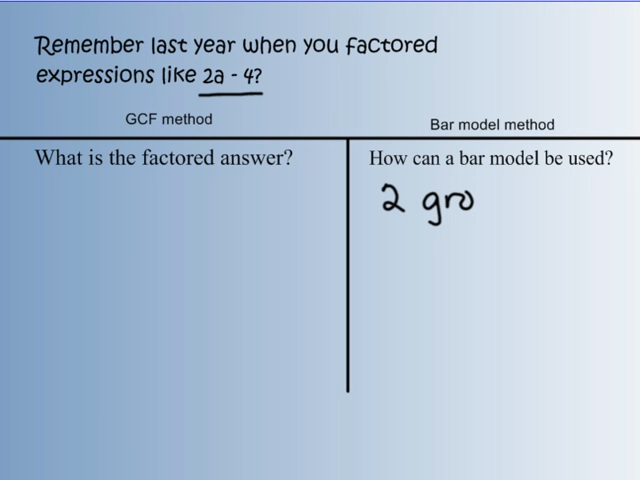 Remember last year when you factored
expressions like 2a - 4?
GCF method
Bar model method
What is the factored answer?
How can a bar model be used?
2 gro